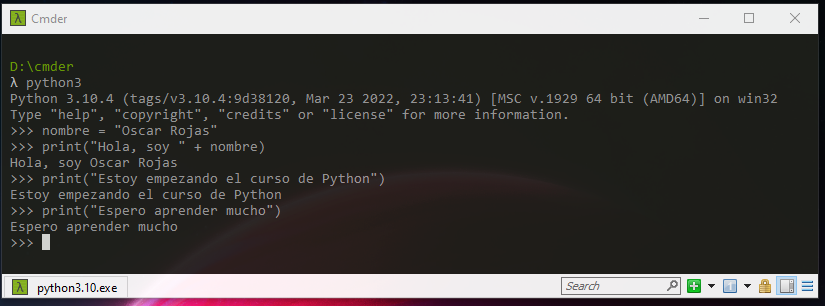 λ Cmder
D:\cmder
λ python3
Python 3.10.4 (tags/v3.10.4:9d38120, Mar 23 2022, 23:13:41) [MSC v.1929 64 bit (AMD64)] on win32
Type "help", "copyright", "credits" or "license" for more information.
>>> nombre = "Oscar Rojas"
>>> print("Hola, soy " + nombre)
Hola, soy Oscar Rojas
>>> print("Estoy empezando el curso de Python")
Estoy empezando el curso de Python
>>> print("Espero aprender mucho")
Espero aprender mucho
>>>
λ python3.10.exe Search 1